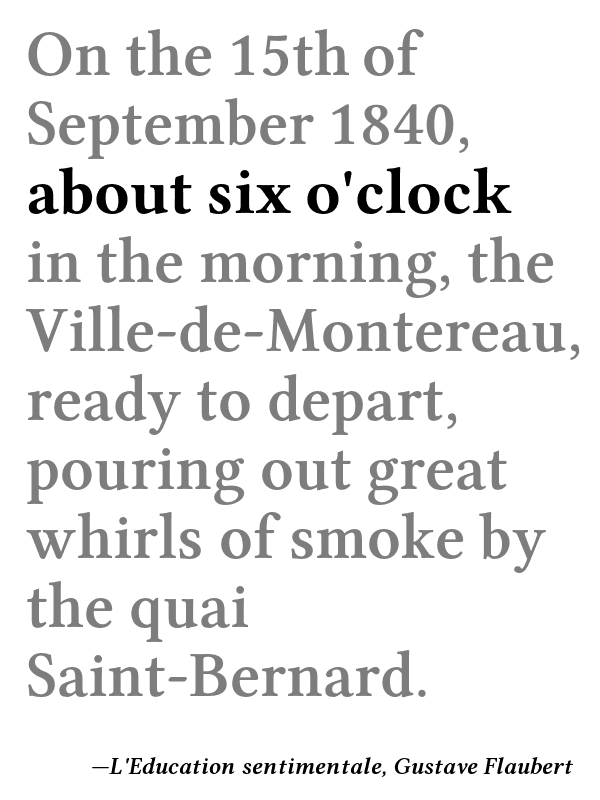 On the 15th of
September 1840,
about six o'clock
in the morning, the
Ville-de-Montereau,
ready to depart,
pouring out great
whirls of smoke by
the quai
Saint-Bernard.
—L'Education sentimentale, Gustave Flaubert